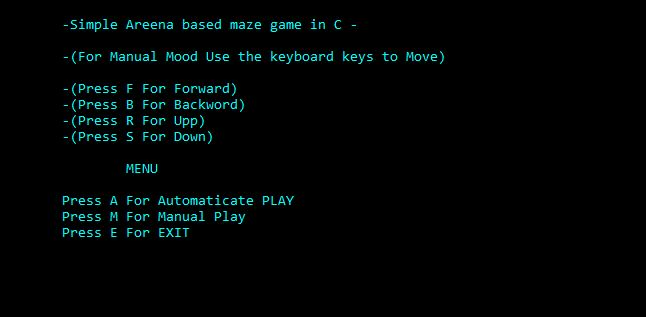 -Simple Areena based maze game in C -
-(For Manual Mood Use the keyboard keys to Move)
-(Press F For Forward)
-(Press B For Backword)
-(Press R For Upp)
-(Press S For Down)
MENU
Press A For Automaticate PLAY
Press M For Manual Play
Press E For EXIT